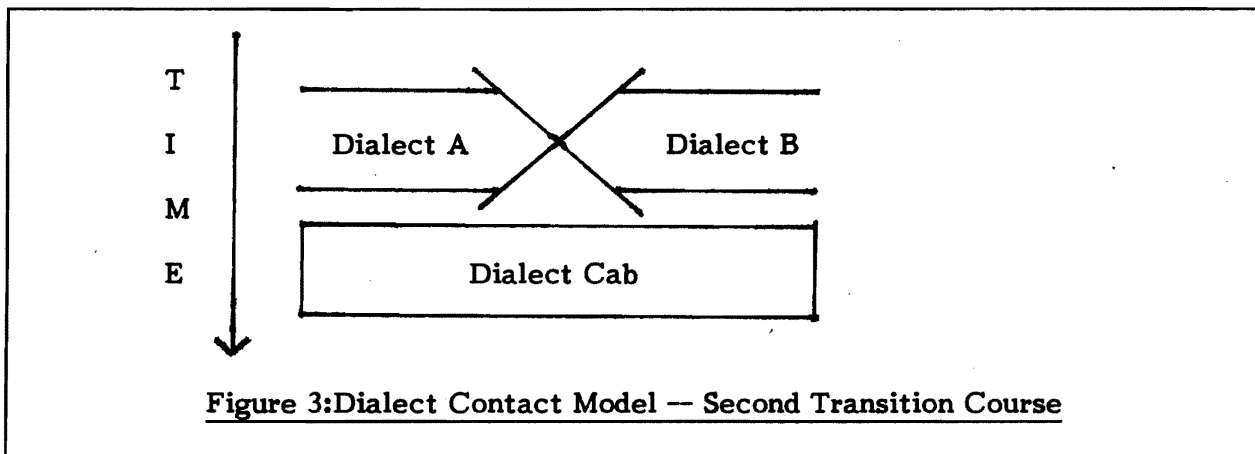 T
I
M
E
Dialect A
Dialect B
Dialect Cab
Figure 3:Dialect Contact Model — Second Transition Course